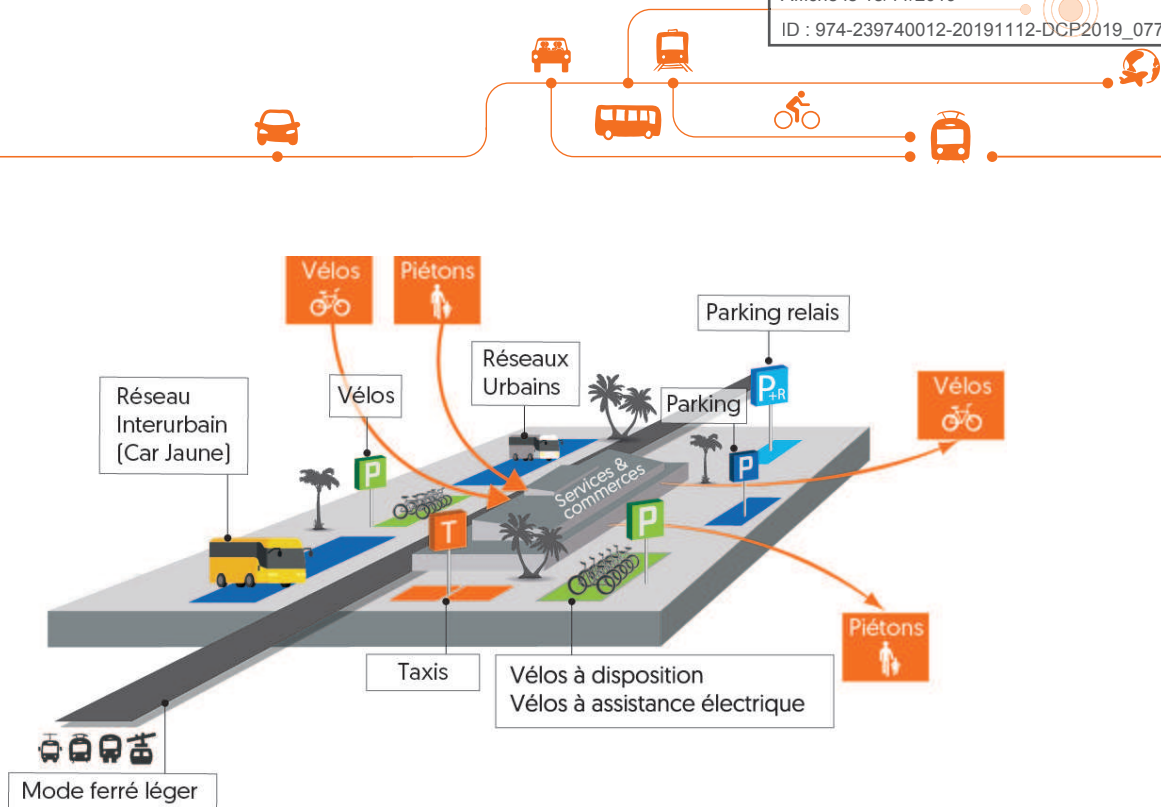 ID : 974-239740012-20191112-DCP2019_077
Vélos
Piétons
Parking relais
Réseaux
Urbains
Vélos
Parking
Réseau
Interurbain
(Car Jaune)
Vélos
P+R
P
P
Services &
commerces
T
P
Piétons
Taxis
Vélos à disposition
Vélos à assistance électrique
Mode ferré léger